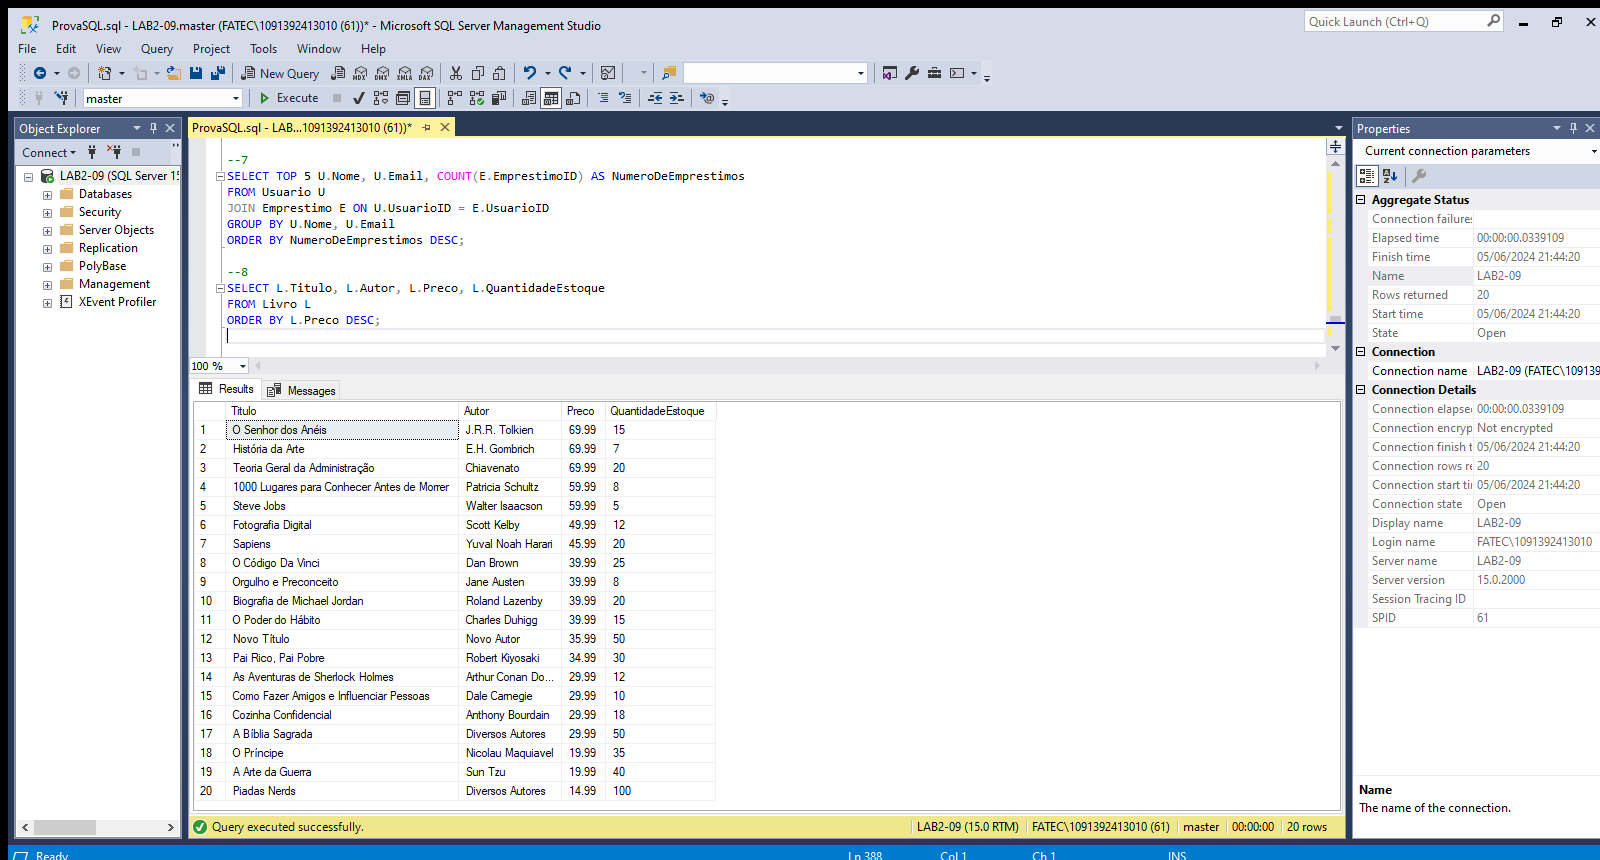 ProvaSQL.sql - LAB2-09.master (FATEC\1091392413010 (61))* - Microsoft SQL Server Management Studio
Quick Launch (Ctrl+Q)
File Edit View Query Project Tools Window Help
New Query MDX DMX XMLA DAX
master Execute
Object Explorer
Connect
LAB2-09 (SQL Server 15
Databases
Security
Server Objects
Replication
PolyBase
Management
XEvent Profiler
ProvaSQL.sql - LAB...1091392413010 (61))*
--7
SELECT TOP 5 U.Nome, U.Email, COUNT(E.EmprestimoID) AS NumeroDeEmprestimos
FROM Usuario U
JOIN Emprestimo E ON U.UsuarioID = E.UsuarioID
GROUP BY U.Nome, U.Email
ORDER BY NumeroDeEmprestimos DESC;
--8
SELECT L.Titulo, L.Autor, L.Preco, L.QuantidadeEstoque
FROM Livro L
ORDER BY L.Preco DESC;
100 %
Results Messages
Titulo Autor Preco QuantidadeEstoque
1 O Senhor dos Anéis J.R.R. Tolkien 69.99 15
2 História da Arte E.H. Gombrich 69.99 7
3 Teoria Geral da Administração Chiavenato 69.99 20
4 1000 Lugares para Conhecer Antes de Morrer Patricia Schultz 59.99 8
5 Steve Jobs Walter Isaacson 59.99 5
6 Fotografia Digital Scott Kelby 49.99 12
7 Sapiens Yuval Noah Harari 45.99 20
8 O Código Da Vinci Dan Brown 39.99 25
9 Orgulho e Preconceito Jane Austen 39.99 8
10 Biografia de Michael Jordan Roland Lazenby 39.99 20
11 O Poder do Hábito Charles Duhigg 39.99 15
12 Novo Título Novo Autor 35.99 50
13 Pai Rico, Pai Pobre Robert Kiyosaki 34.99 30
14 As Aventuras de Sherlock Holmes Arthur Conan Do... 29.99 12
15 Como Fazer Amigos e Influenciar Pessoas Dale Carnegie 29.99 10
16 Cozinha Confidencial Anthony Bourdain 29.99 18
17 A Bíblia Sagrada Diversos Autores 29.99 50
18 O Príncipe Nicolau Maquiavel 19.99 35
19 A Arte da Guerra Sun Tzu 19.99 40
20 Piadas Nerds Diversos Autores 14.99 100
Query executed successfully. LAB2-09 (15.0 RTM) FATEC\1091392413010 (61) master 00:00:00 20 rows
Properties
Current connection parameters
Aggregate Status
Connection failures
Elapsed time 00:00:00.0339109
Finish time 05/06/2024 21:44:20
Name LAB2-09
Rows returned 20
Start time 05/06/2024 21:44:20
State Open
Connection
Connection name LAB2-09 (FATEC\109139
Connection Details
Connection elapse 00:00:00.0339109
Connection encryp Not encrypted
Connection finish t 05/06/2024 21:44:20
Connection rows re 20
Connection start ti 05/06/2024 21:44:20
Connection state Open
Display name LAB2-09
Login name FATEC\1091392413010
Server name LAB2-09
Server version 15.0.2000
Session Tracing ID
SPID 61
Name
The name of the connection.
Ready Ln 388 Col 1 Ch 1 INS